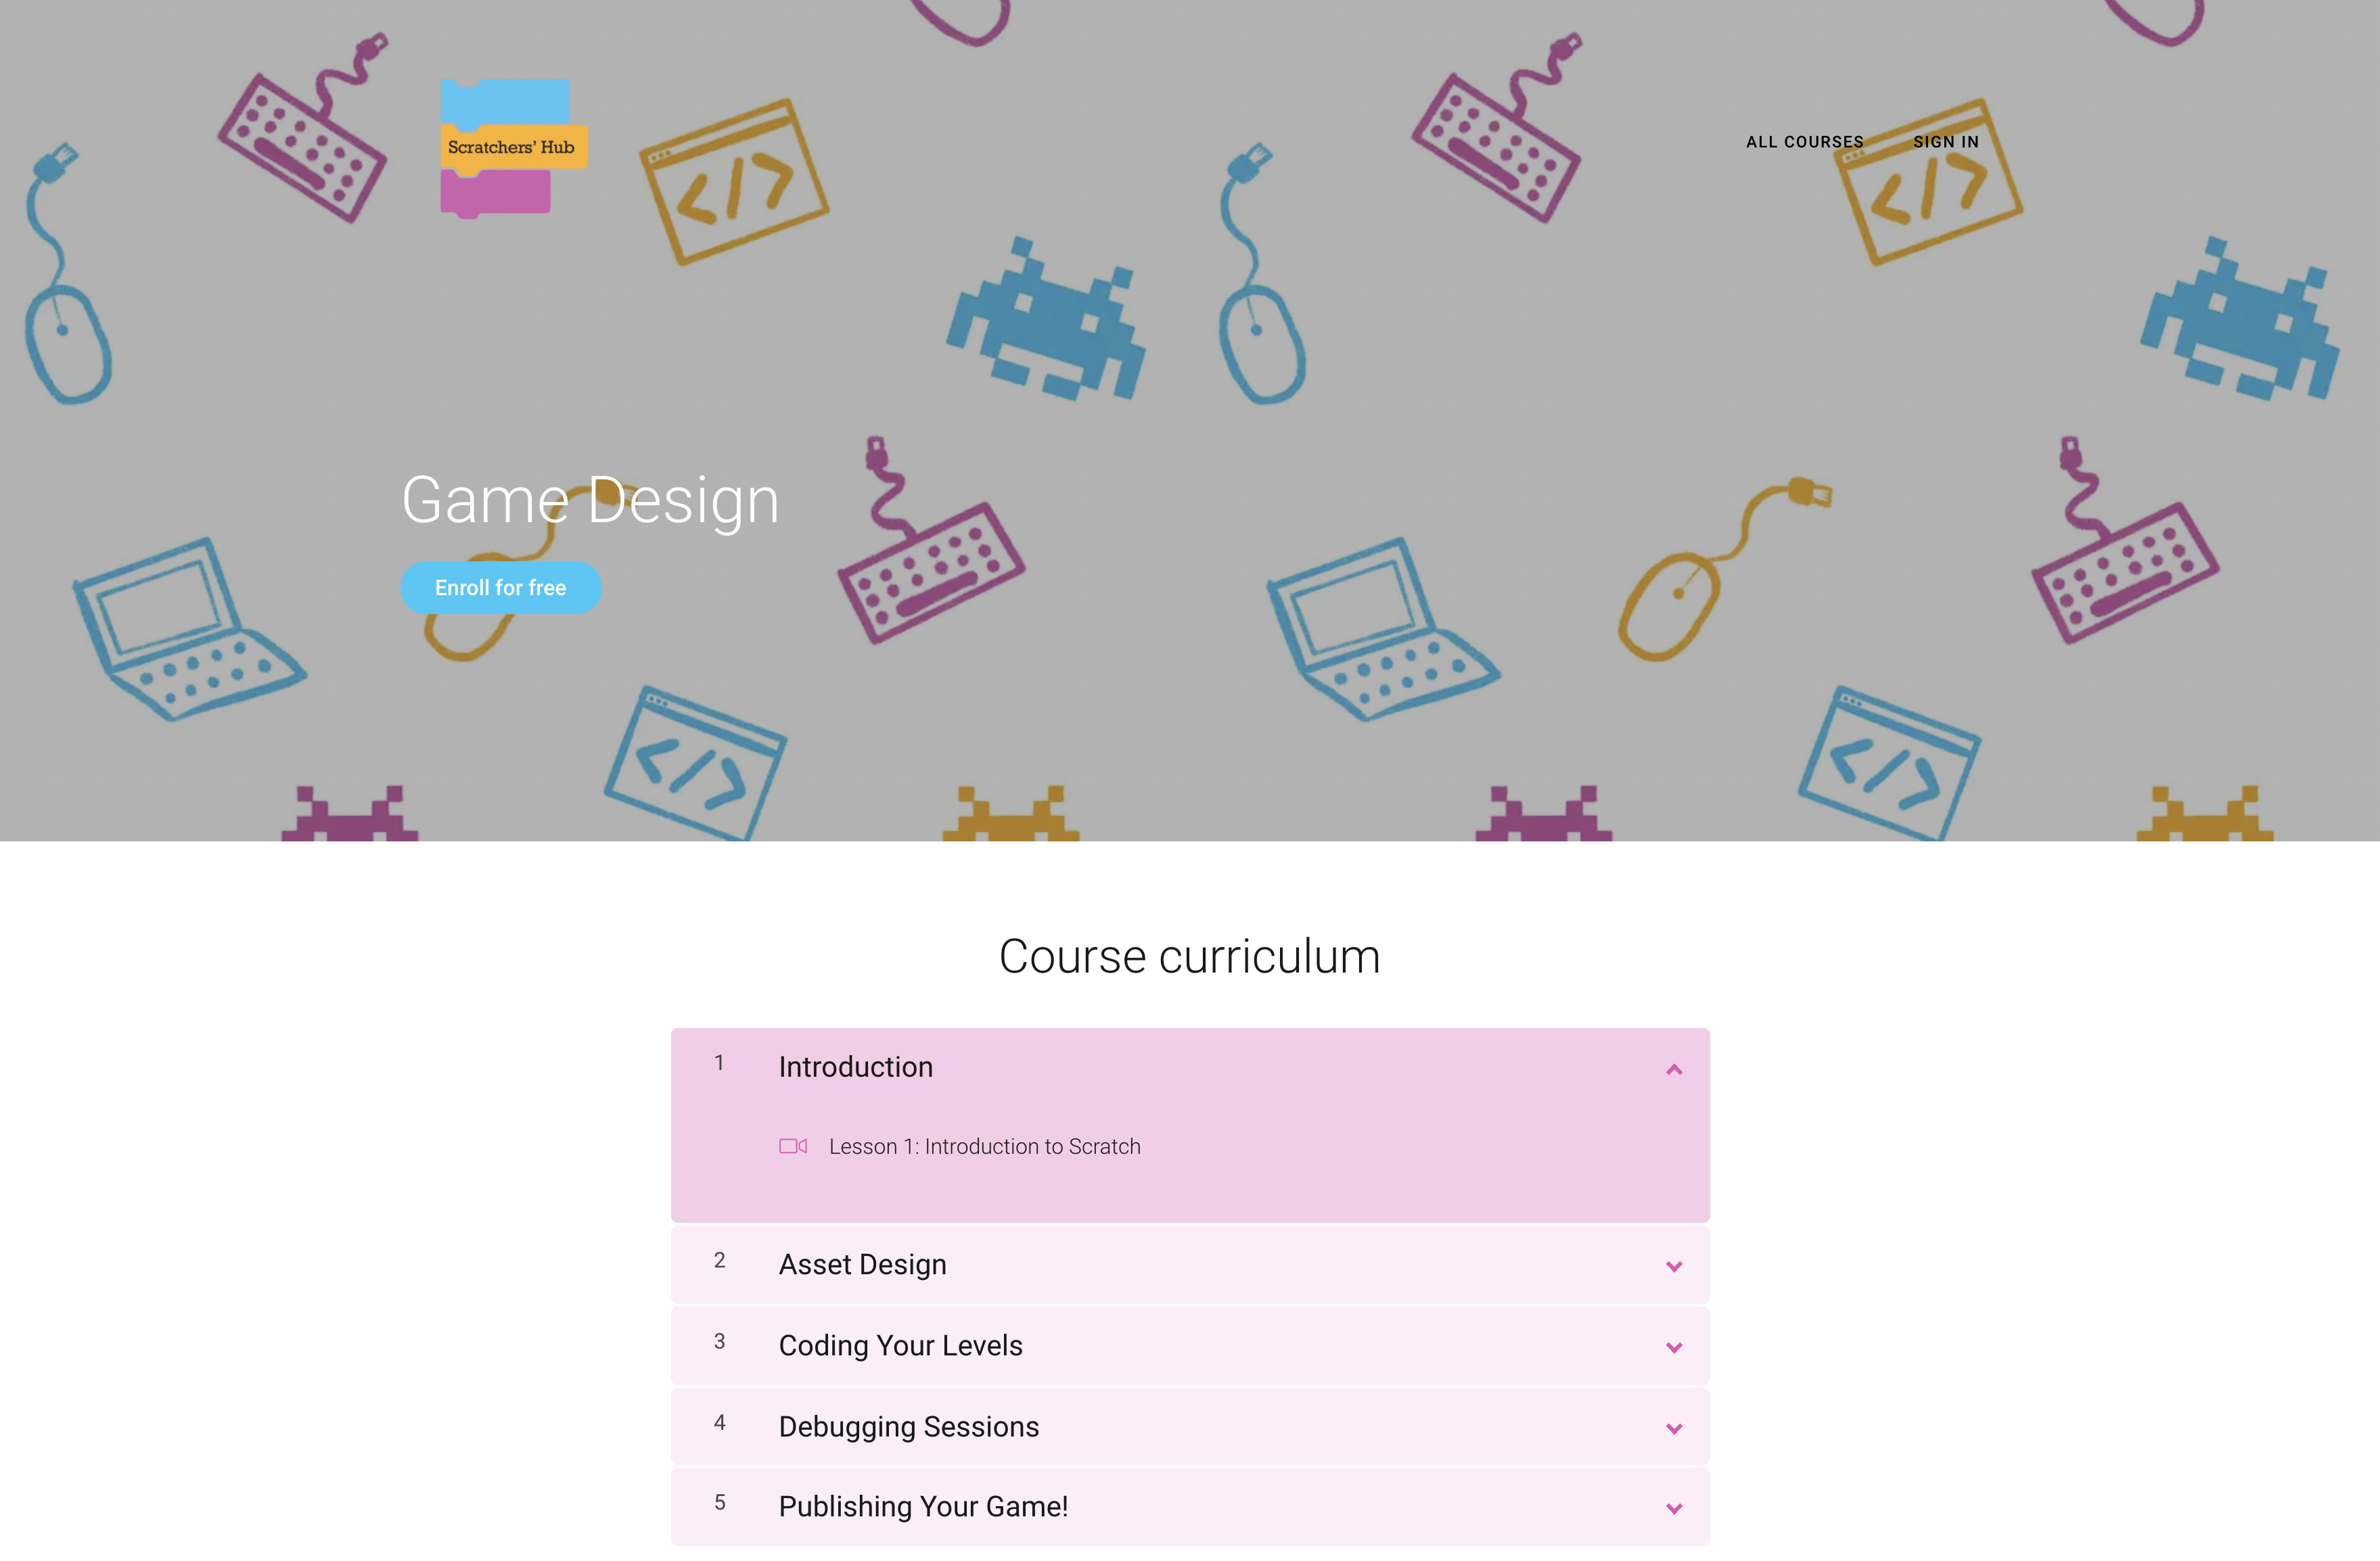 Scratchers' Hub
ALL COURSES SIGN IN
</>
</>
Game Design
Enroll for free
</>
</>
Course curriculum
1 Introduction
Lesson 1: Introduction to Scratch
2 Asset Design
3 Coding Your Levels
4 Debugging Sessions
5 Publishing Your Game!